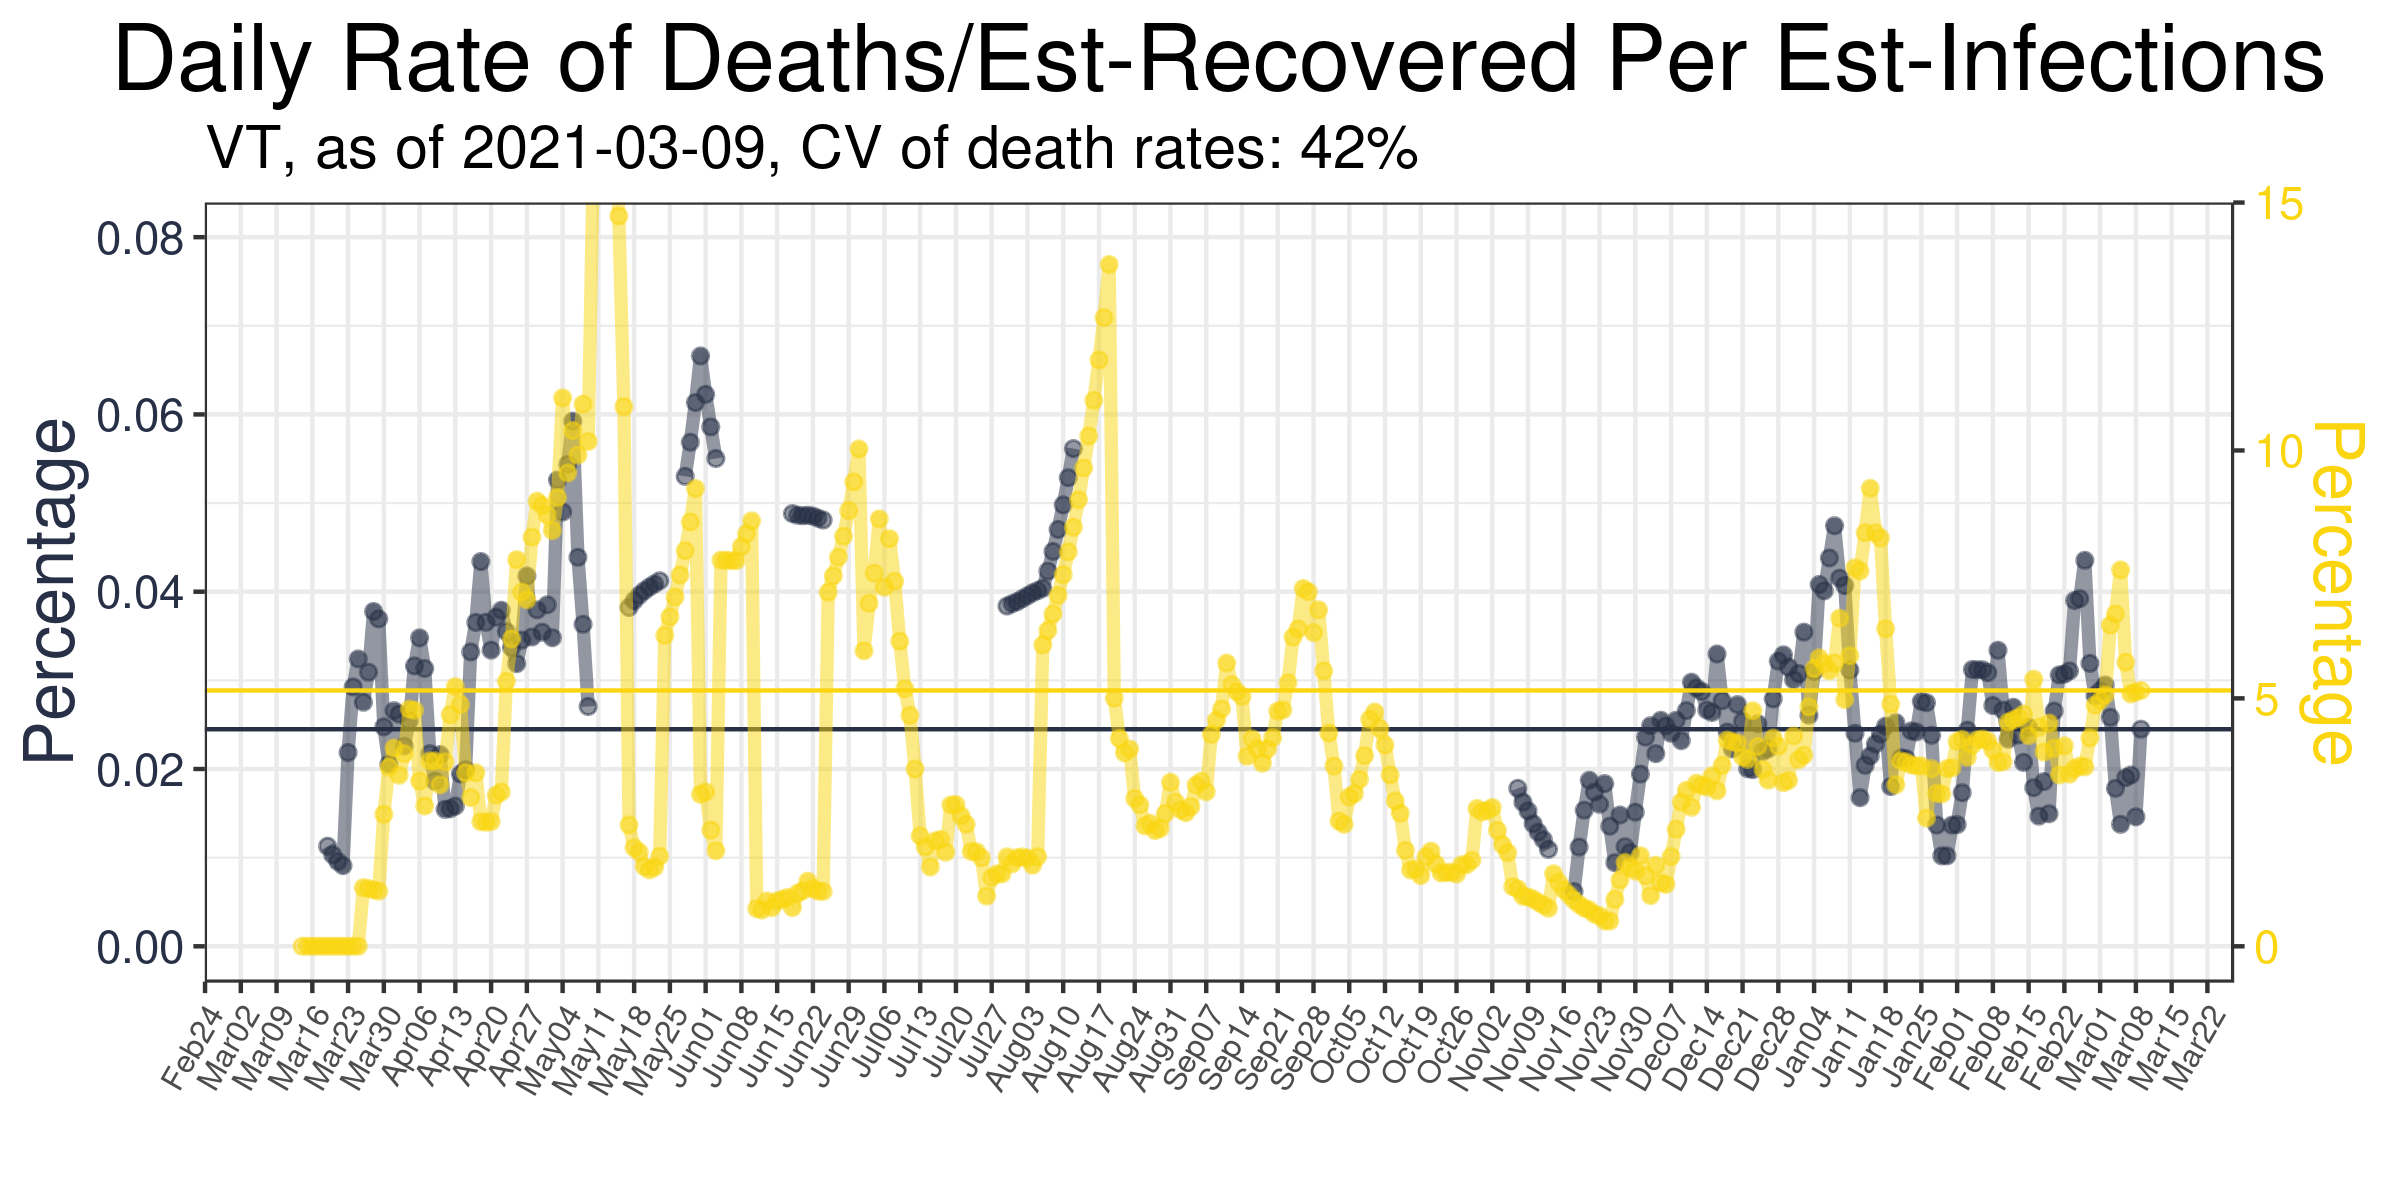 Daily Rate of Deaths/Est-Recovered Per Est-Infections
VT, as of 2021-03-09, CV of death rates: 42%
Percentage
0.08
0.06
0.04
0.02
0.00
15
10
5
0
Percentage
Feb24
Mar02
Mar09
Mar16
Mar23
Mar30
Apr06
Apr13
Apr20
Apr27
May04
May11
May18
May25
Jun01
Jun08
Jun15
Jun22
Jun29
Jul06
Jul13
Jul20
Jul27
Aug03
Aug10
Aug17
Aug24
Aug31
Sep07
Sep14
Sep21
Sep28
Oct05
Oct12
Oct19
Oct26
Nov02
Nov09
Nov16
Nov23
Nov30
Dec07
Dec14
Dec21
Dec28
Jan04
Jan11
Jan18
Jan25
Feb01
Feb08
Feb15
Feb22
Mar01
Mar08
Mar15
Mar22